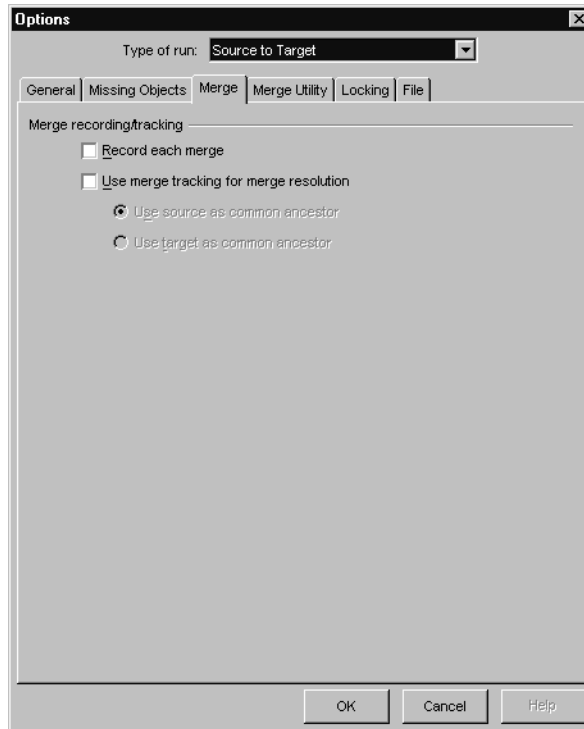 Options
Type of run: Source to Target
General Missing Objects Merge Merge Utility Locking File
Merge recording/tracking
Record each merge
Use merge tracking for merge resolution
Use source as common ancestor
Use target as common ancestor
OK Cancel Help